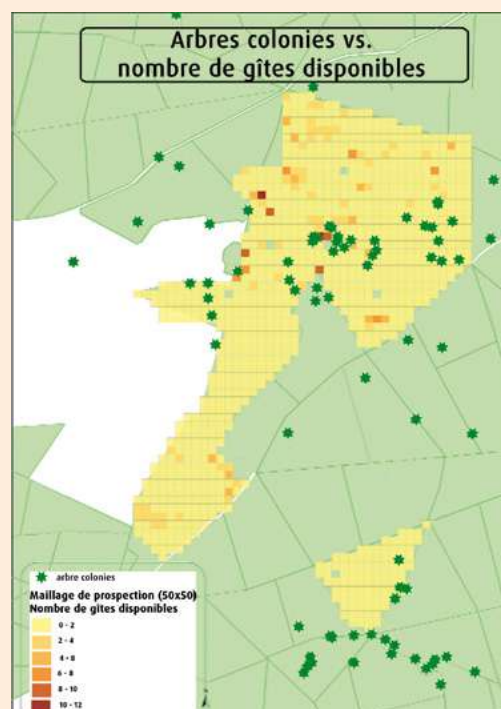 Arbres colonies vs.
nombre de gîtes disponibles
arbre colonies
Maillage de prospection (50x50)
Nombre de gîtes disponibles
0 - 2
2 - 4
4 - 6
6 - 8
8 - 10
10 - 12